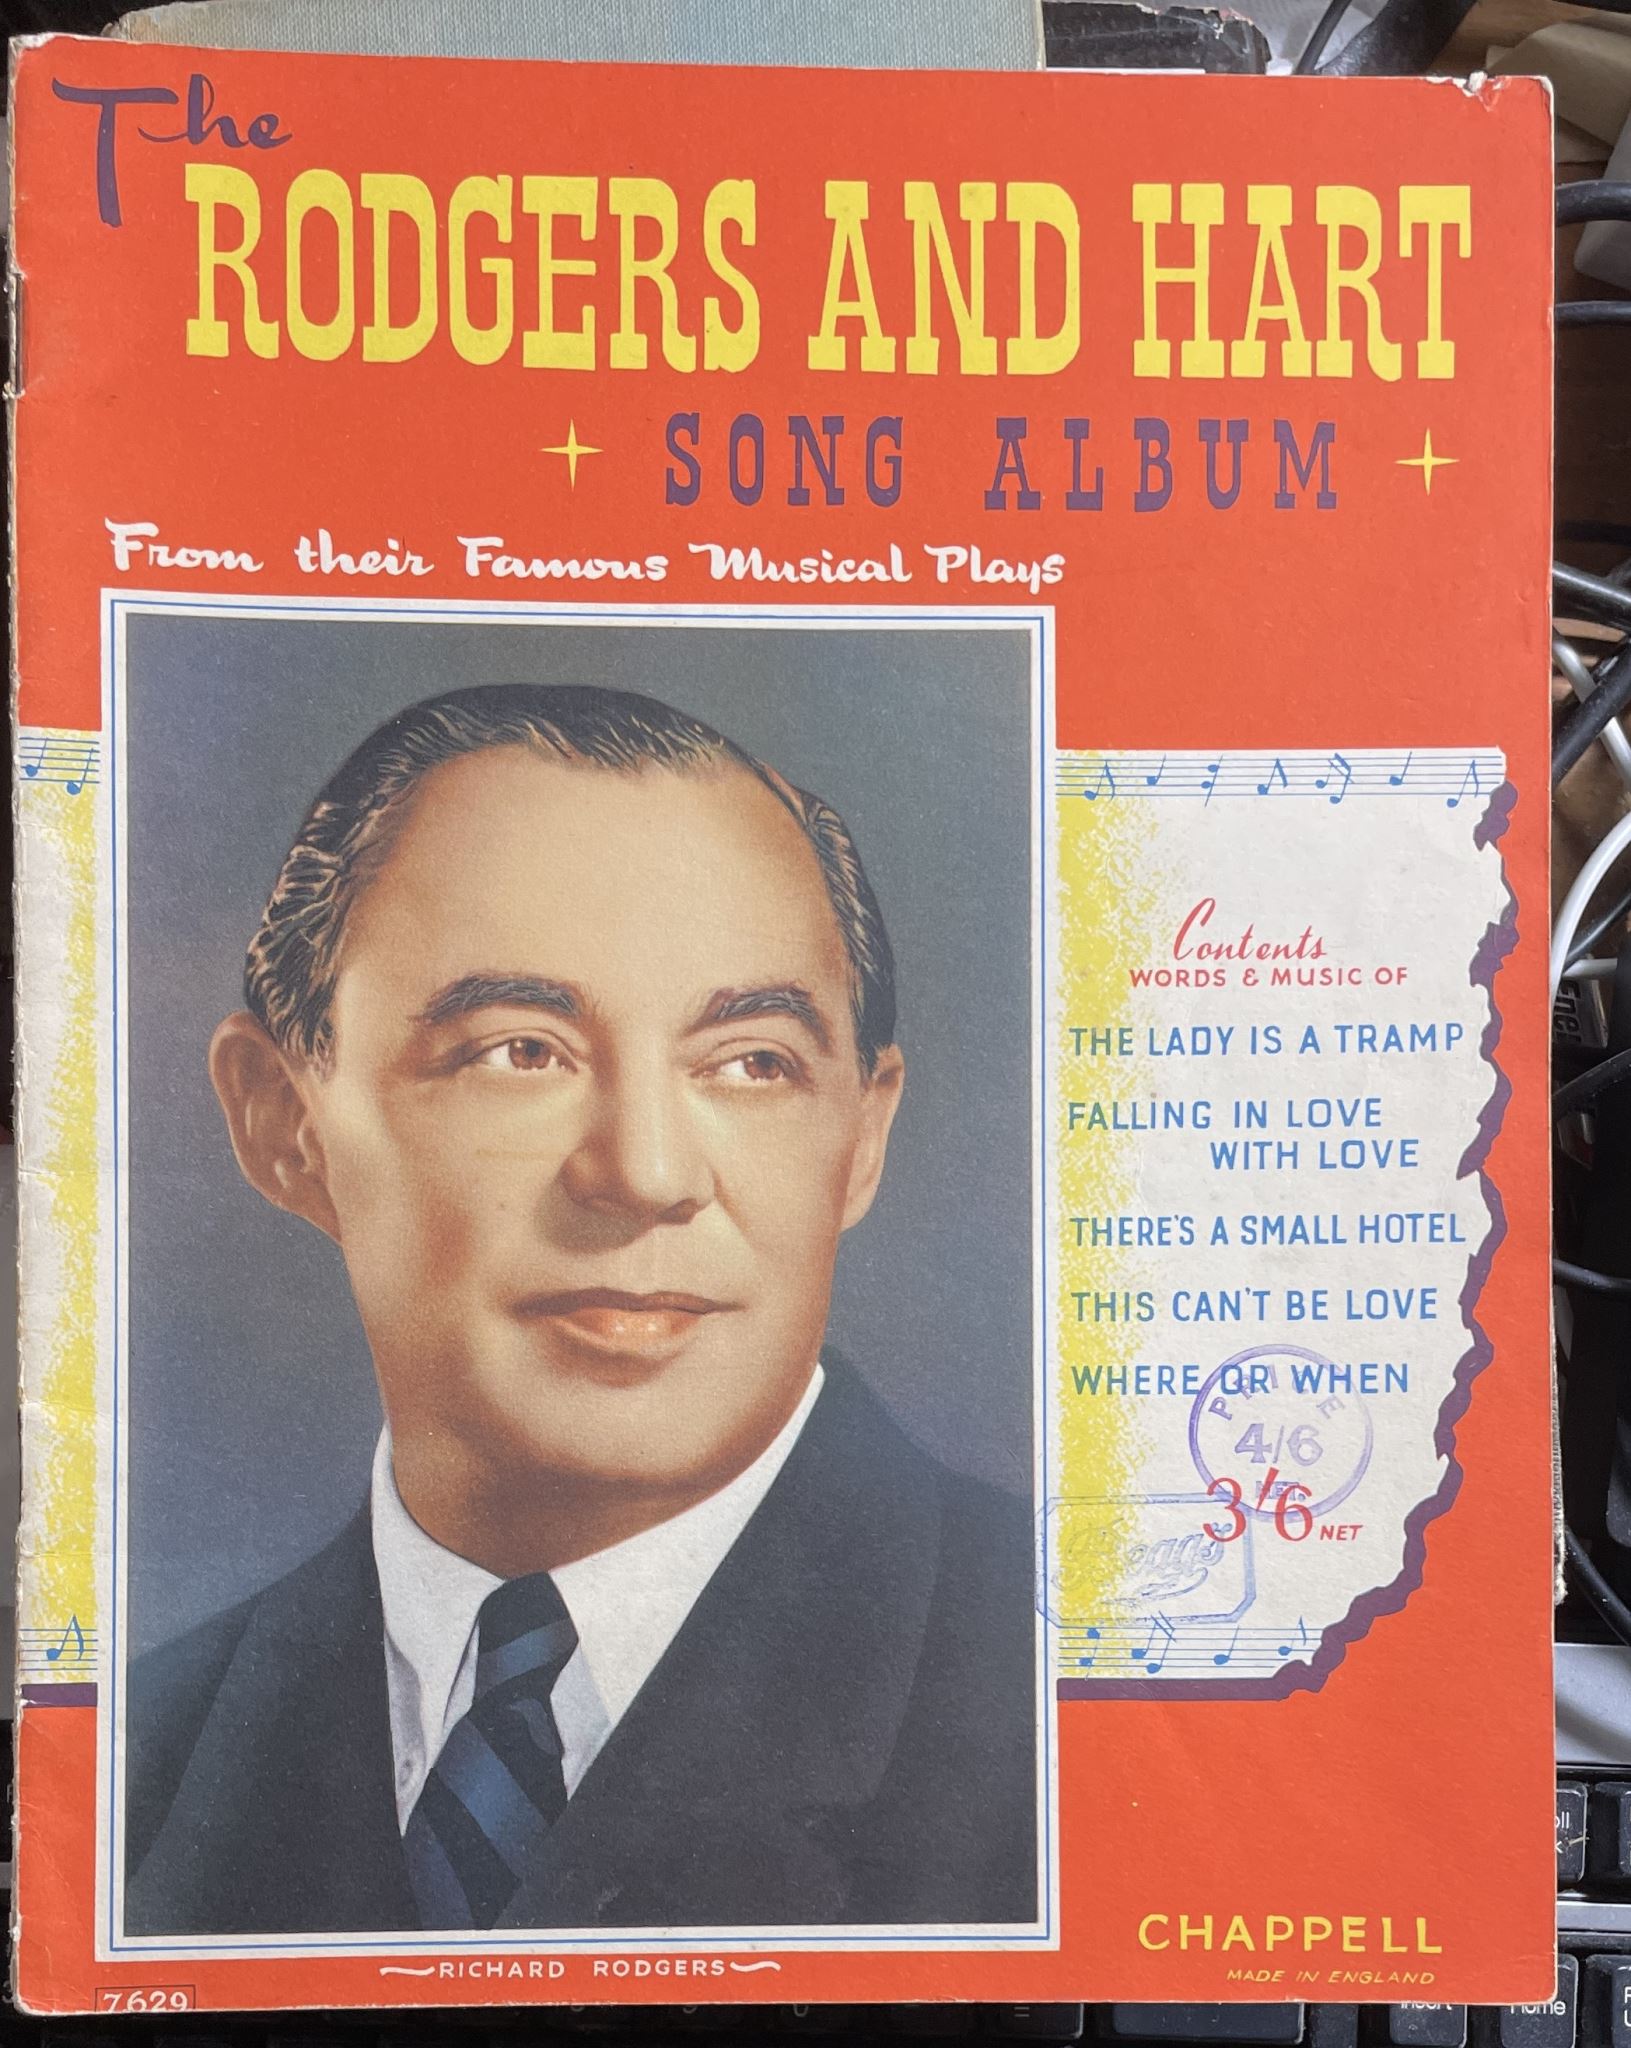 The
RODGERS AND HART
SONG ALBUM
From their Famous Musical Plays
Contents
WORDS & MUSIC OF
THE LADY IS A TRAMP
FALLING IN LOVE
WITH LOVE
THERE'S A SMALL HOTEL
THIS CAN'T BE LOVE
WHERE OR WHEN
PRICE
4/6
NET.
3/6 NET
RICHARD RODGERS
CHAPPELL
MADE IN ENGLAND
7629
Insert
Home